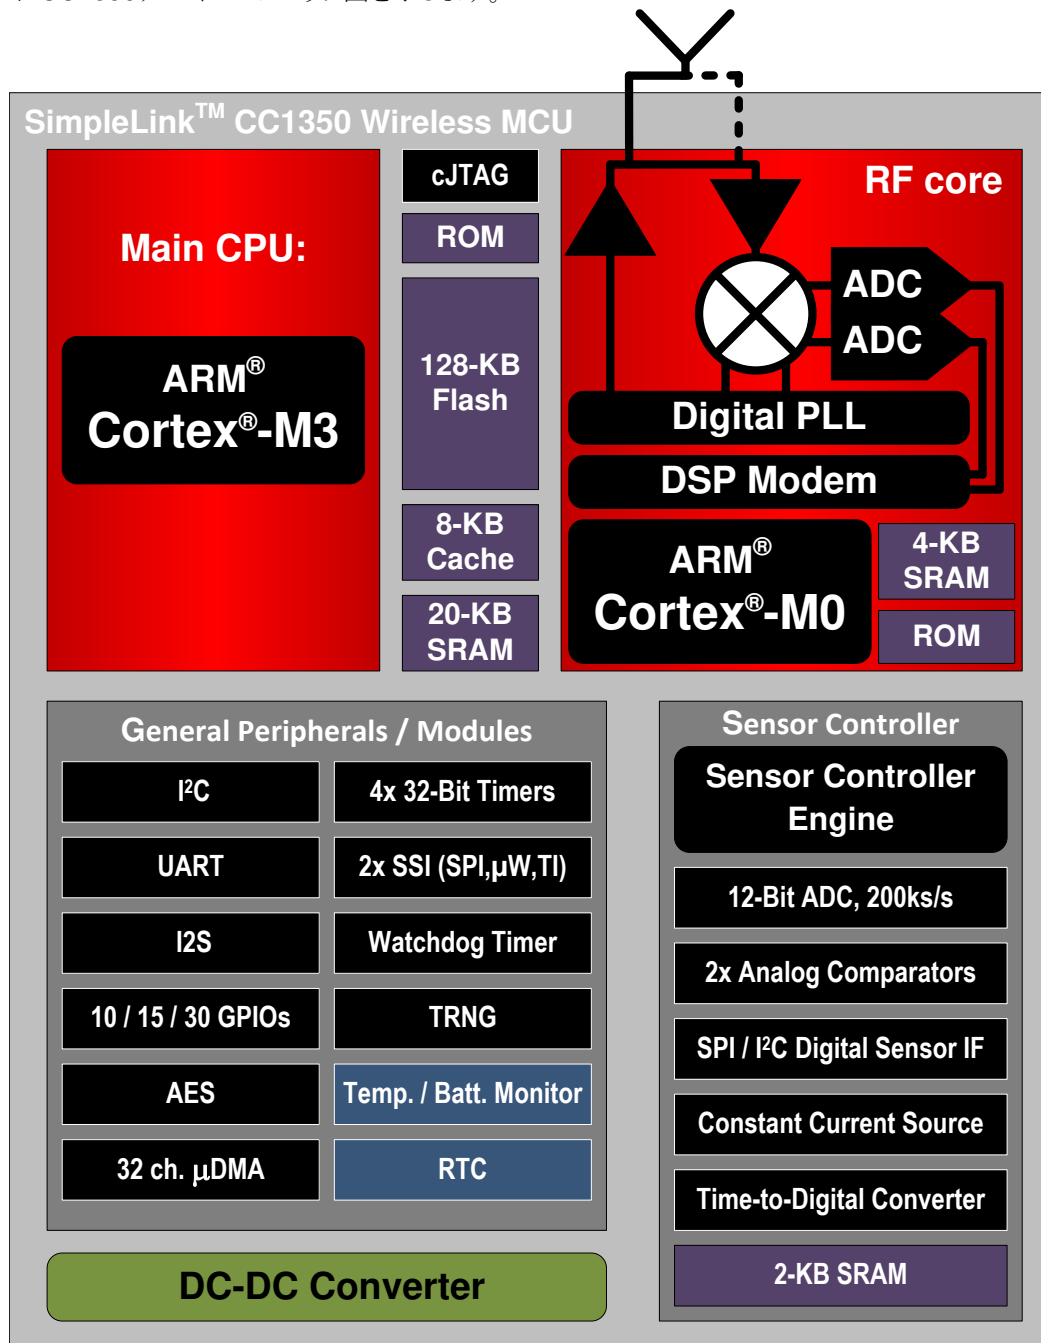 SimpleLink™ CC1350 Wireless MCU
Main CPU:
ARM®
Cortex®-M3
cJTAG
ROM
128-KB
Flash
8-KB
Cache
20-KB
SRAM
RF core
ADC
ADC
Digital PLL
DSP Modem
ARM®
Cortex®-M0
4-KB
SRAM
ROM
General Peripherals / Modules
I²C
4x 32-Bit Timers
UART
2x SSI (SPI,µW,TI)
I2S
Watchdog Timer
10 / 15 / 30 GPIOs
TRNG
AES
Temp. / Batt. Monitor
32 ch. µDMA
RTC
Sensor Controller
Sensor Controller
Engine
12-Bit ADC, 200ks/s
2x Analog Comparators
SPI / I²C Digital Sensor IF
Constant Current Source
Time-to-Digital Converter
2-KB SRAM
DC-DC Converter